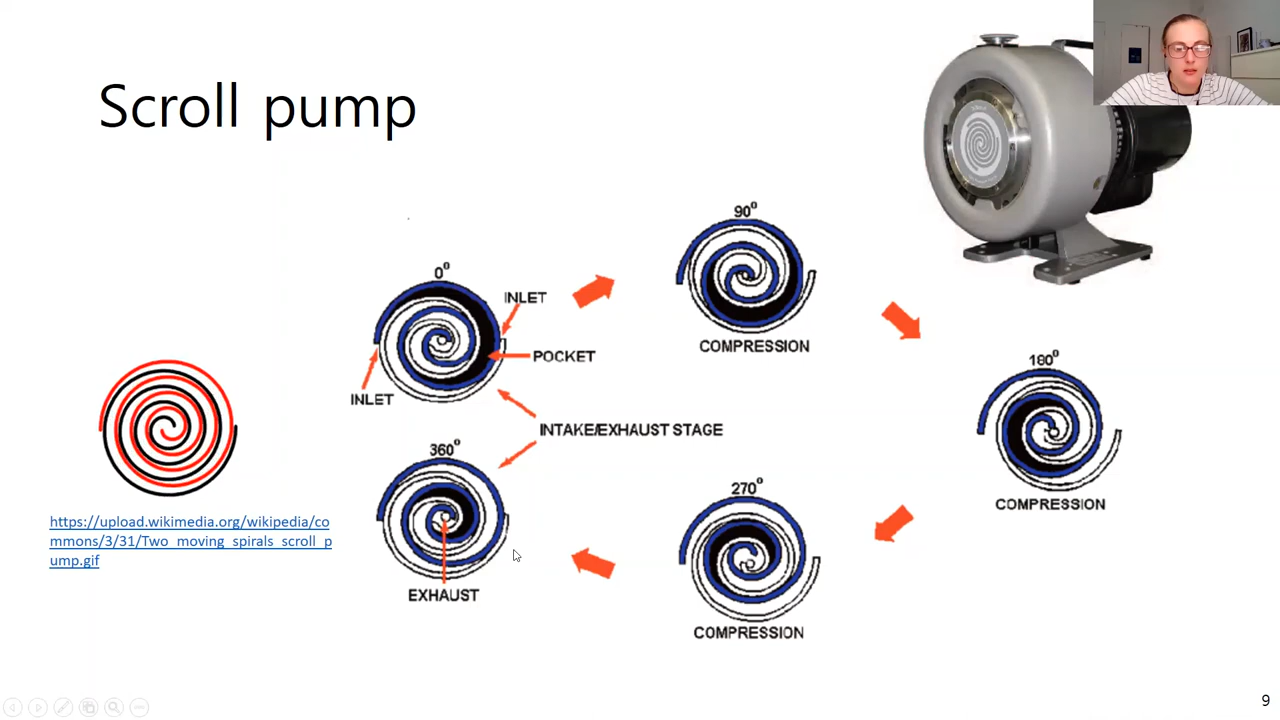 Scroll pump
0°
INLET
POCKET
INLET
90°
COMPRESSION
180°
COMPRESSION
INTAKE/EXHAUST STAGE
360°
EXHAUST
270°
COMPRESSION
https://upload.wikimedia.org/wikipedia/co
mmons/3/31/Two_moving_spirals_scroll_p
ump.gif
9